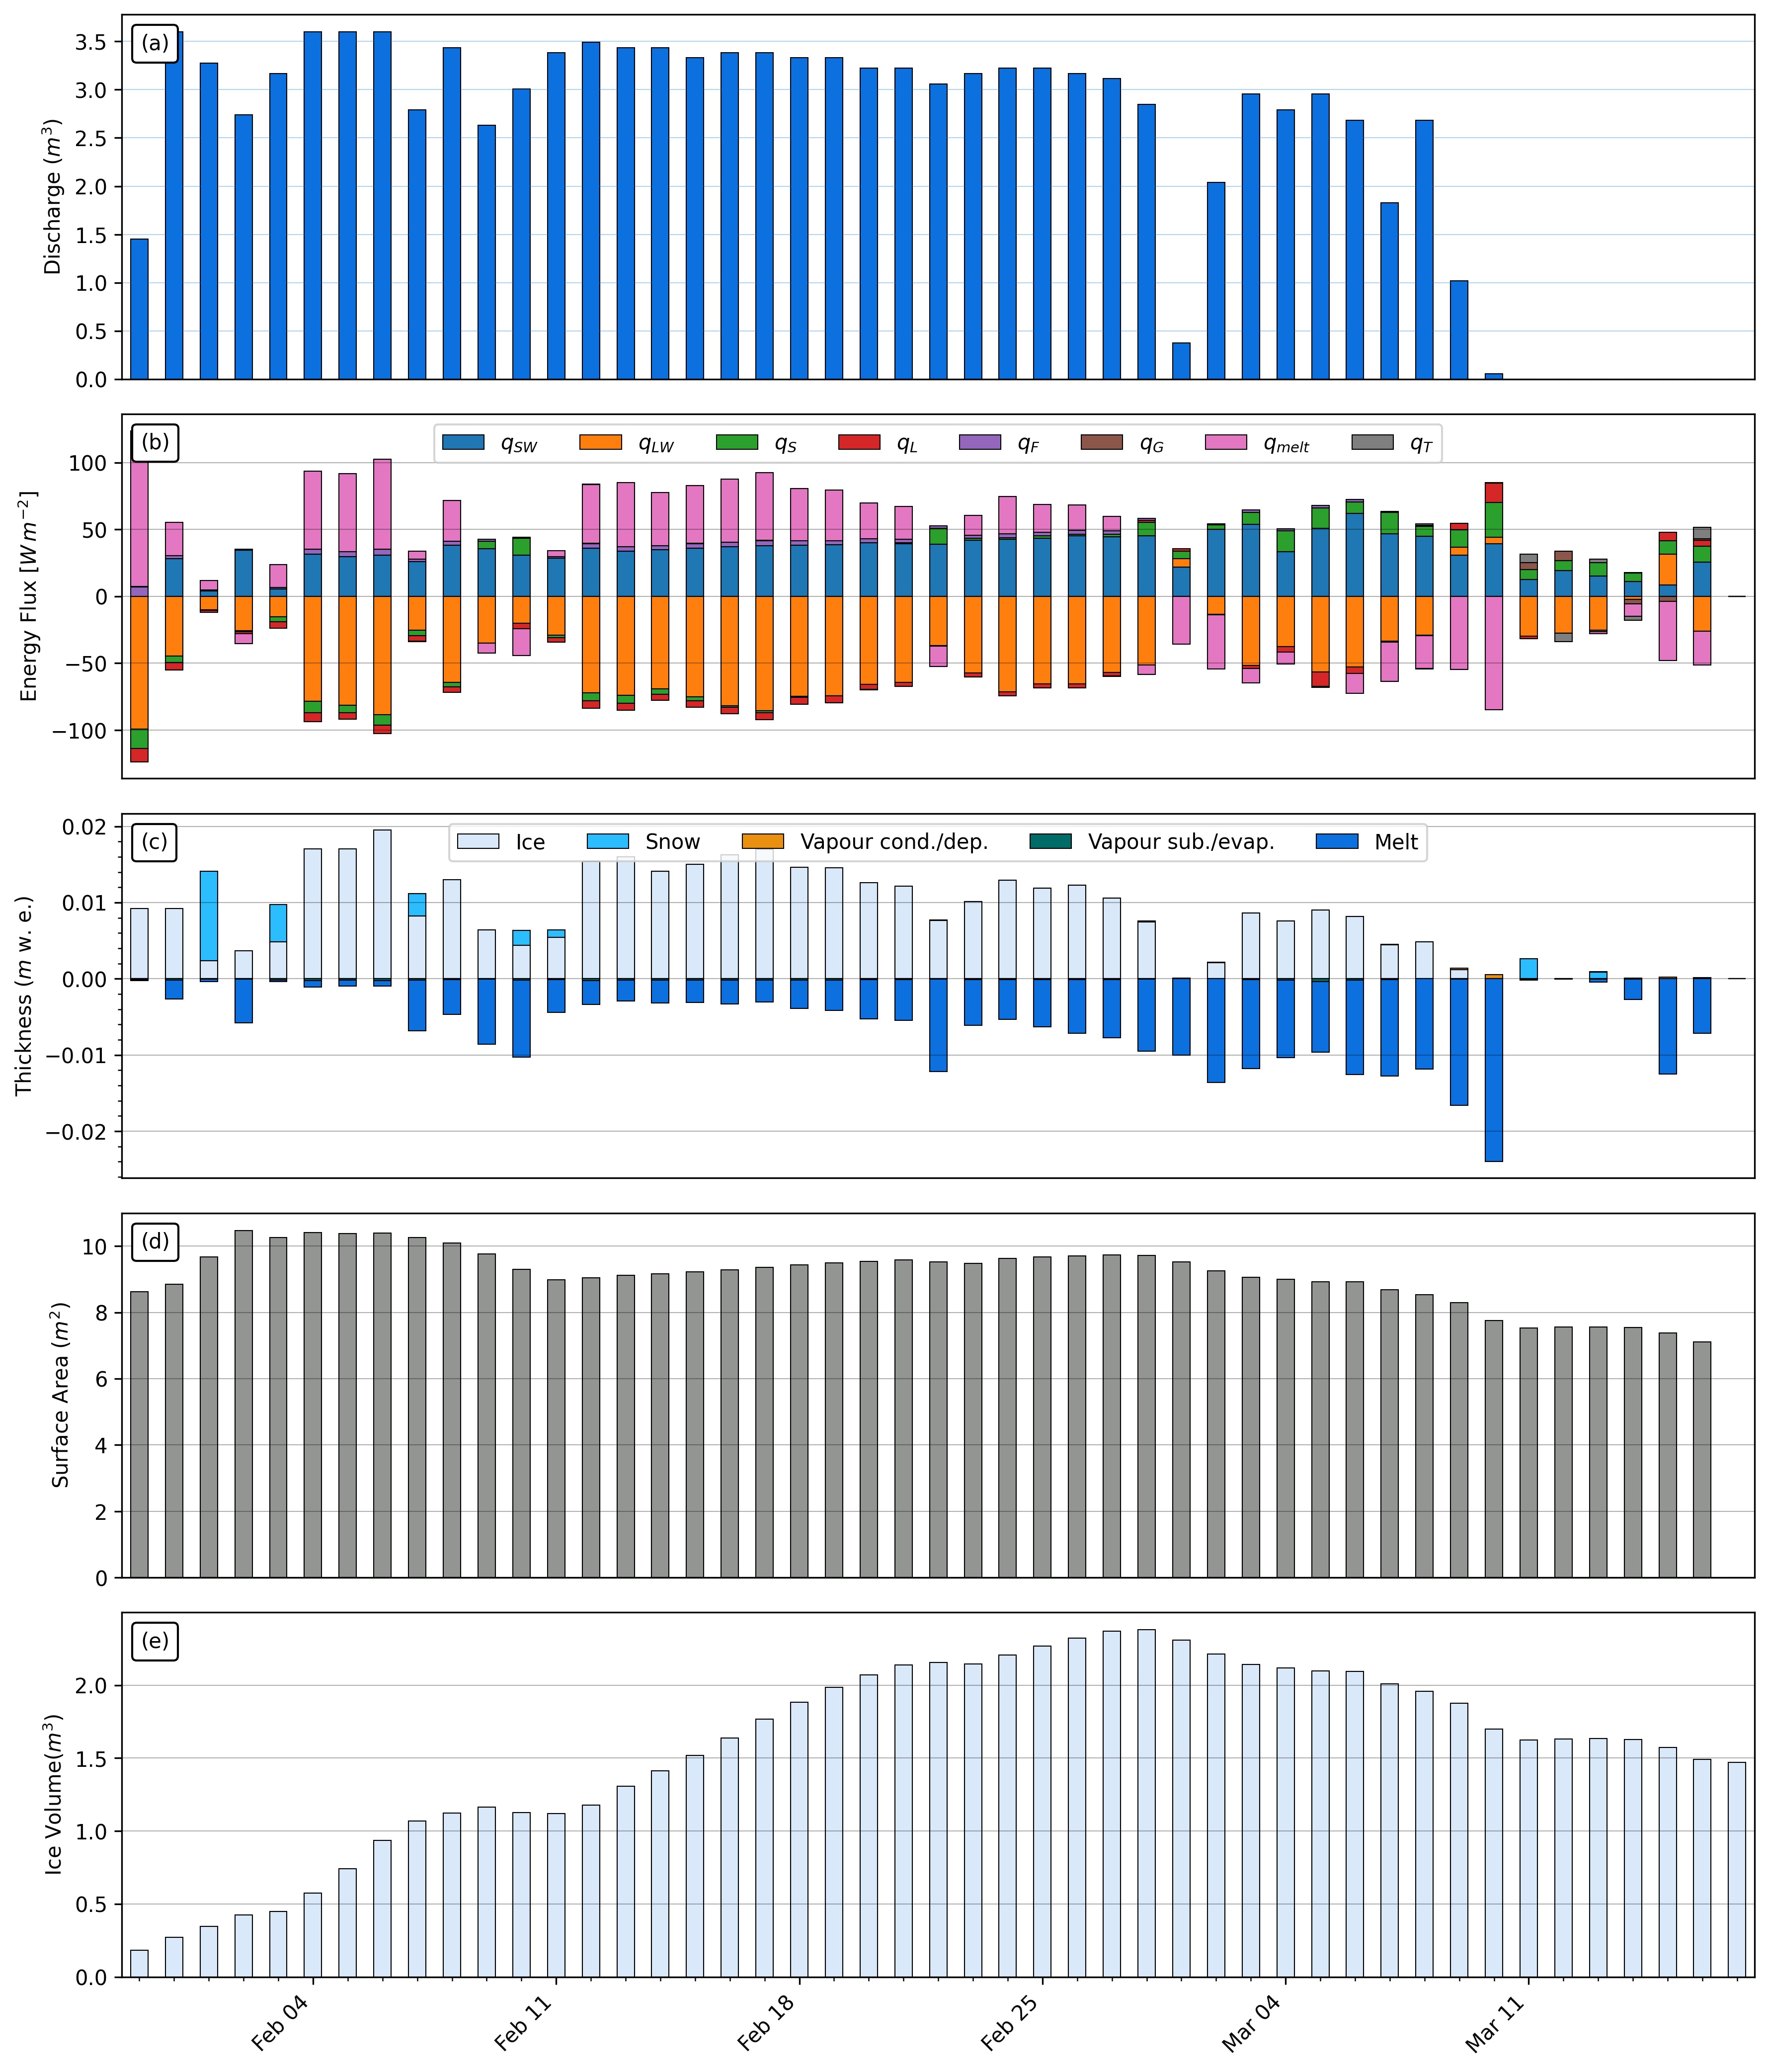 (a)
Discharge (m³)
3.5
3.0
2.5
2.0
1.5
1.0
0.5
0.0
(b)
q_SW q_LW q_S q_L q_F q_G q_melt q_T
Energy Flux [W m⁻²]
100
50
0
−50
−100
(c)
Ice Snow Vapour cond./dep. Vapour sub./evap. Melt
Thickness (m w. e.)
0.02
0.01
0.00
−0.01
−0.02
(d)
Surface Area (m²)
10
8
6
4
2
0
(e)
Ice Volume(m³)
2.0
1.5
1.0
0.5
0.0
Feb 04 Feb 11 Feb 18 Feb 25 Mar 04 Mar 11